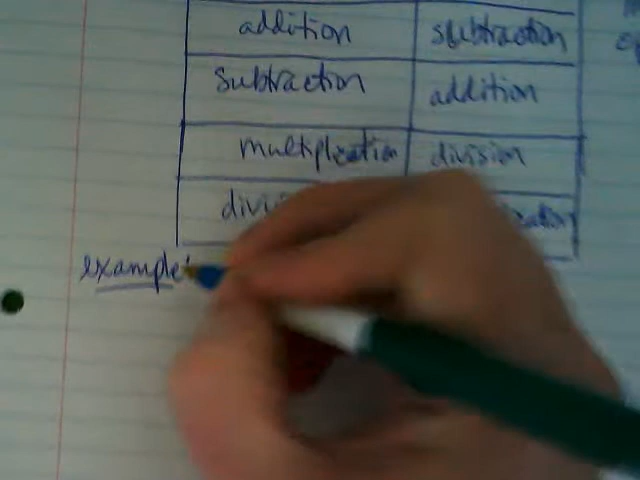 addition subtraction
subtraction addition
multiplication division
example: